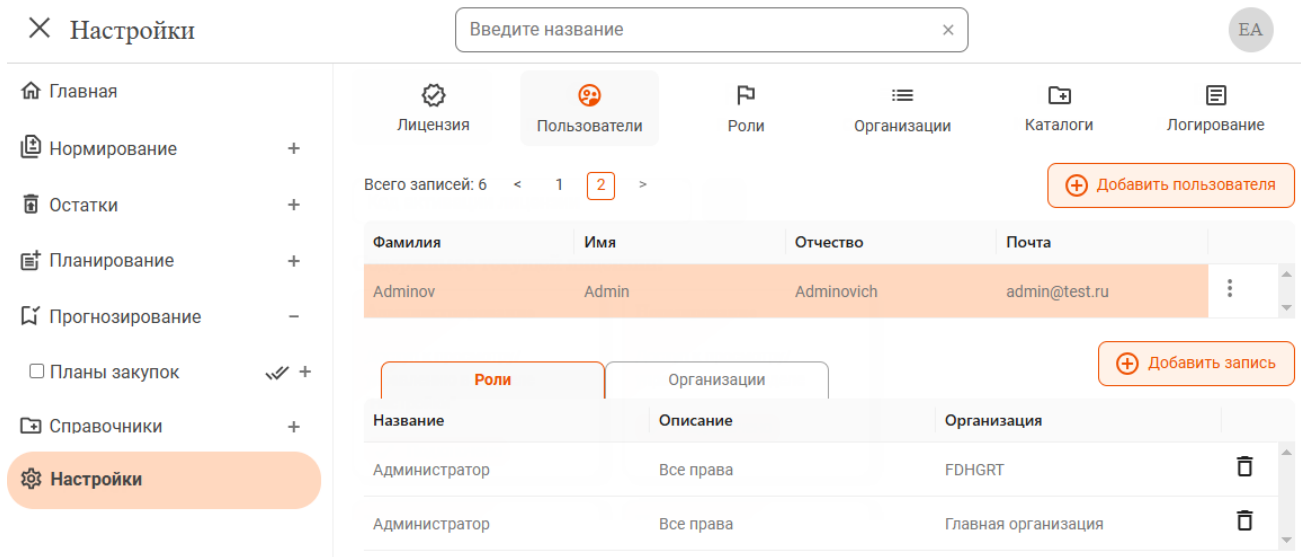 Настройки
Введите название
EA
Главная
Нормирование
Остатки
Планирование
Прогнозирование
Планы закупок
Справочники
Настройки
Лицензия Пользователи Роли Организации Каталоги Логирование
Всего записей: 6 < 1 2 >
Добавить пользователя
Фамилия Имя Отчество Почта
Adminov Admin Adminovich admin@test.ru
Роли Организации
Добавить запись
Название Описание Организация
Администратор Все права FDHGRT
Администратор Все права Главная организация